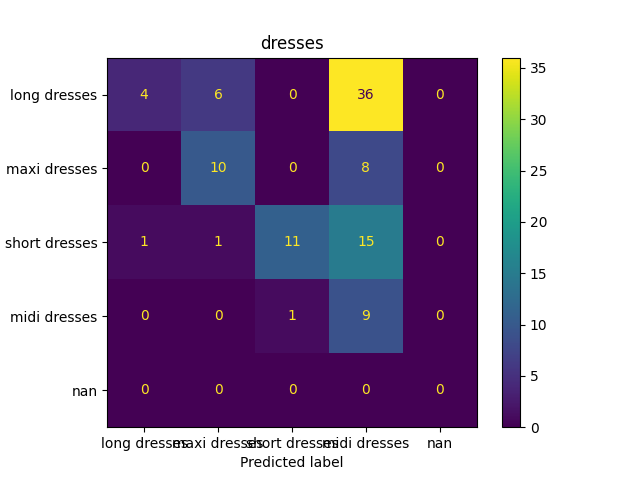 dresses
long dresses 4 6 0 36 0
maxi dresses 0 10 0 8 0
short dresses 1 1 11 15 0
midi dresses 0 0 1 9 0
nan 0 0 0 0 0
long dresses maxi dresses short dresses midi dresses nan
Predicted label
35
30
25
20
15
10
5
0